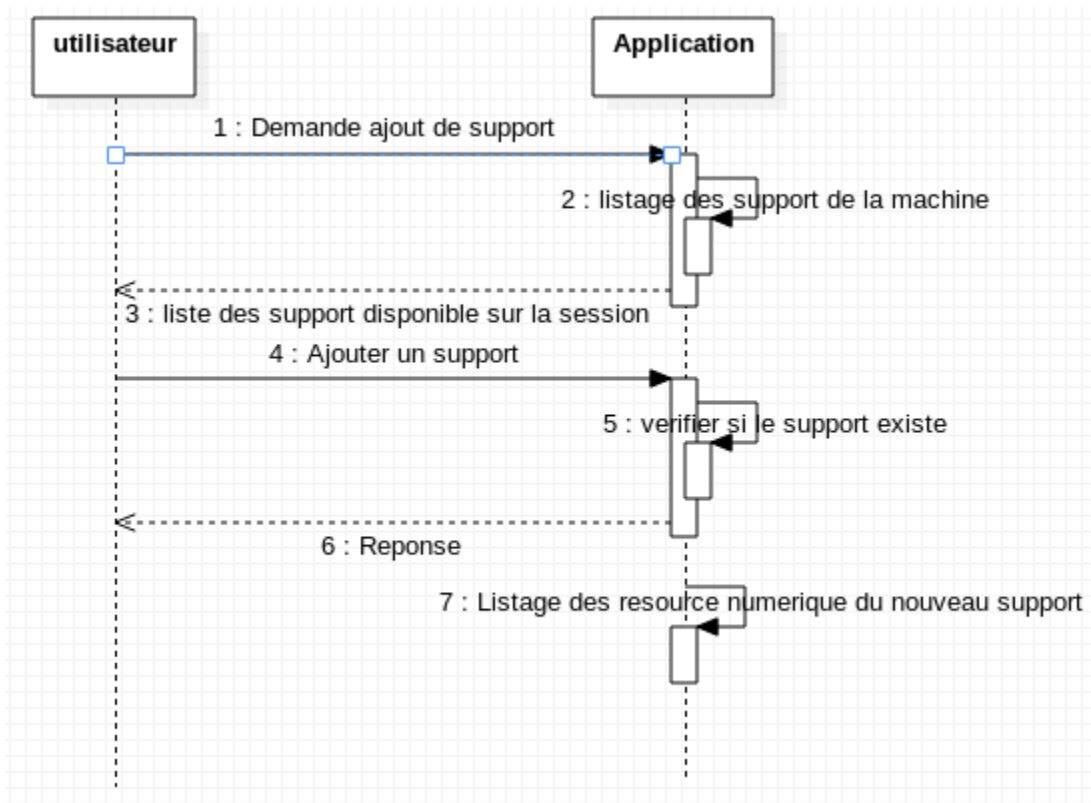 utilisateur
Application
1 : Demande ajout de support
2 : listage des support de la machine
3 : liste des support disponible sur la session
4 : Ajouter un support
5 : verifier si le support existe
6 : Reponse
7 : Listage des resource numerique du nouveau support